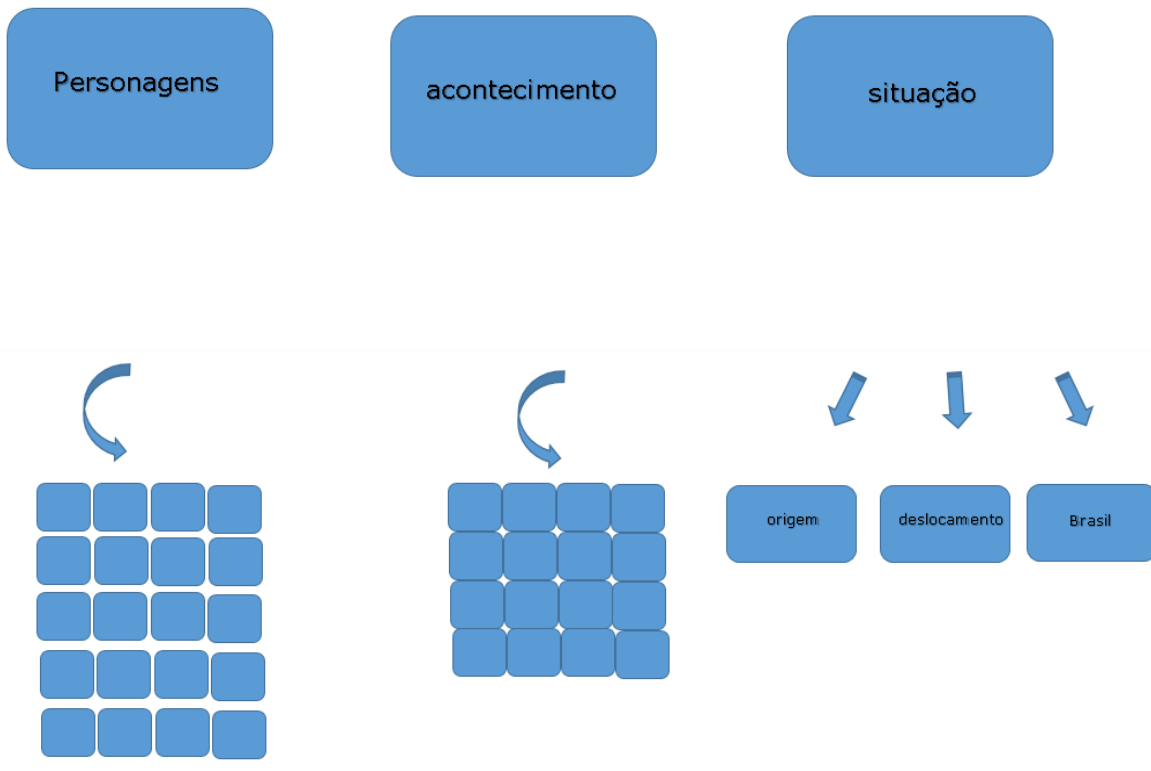 Personagens
acontecimento
situação
origem
deslocamento
Brasil